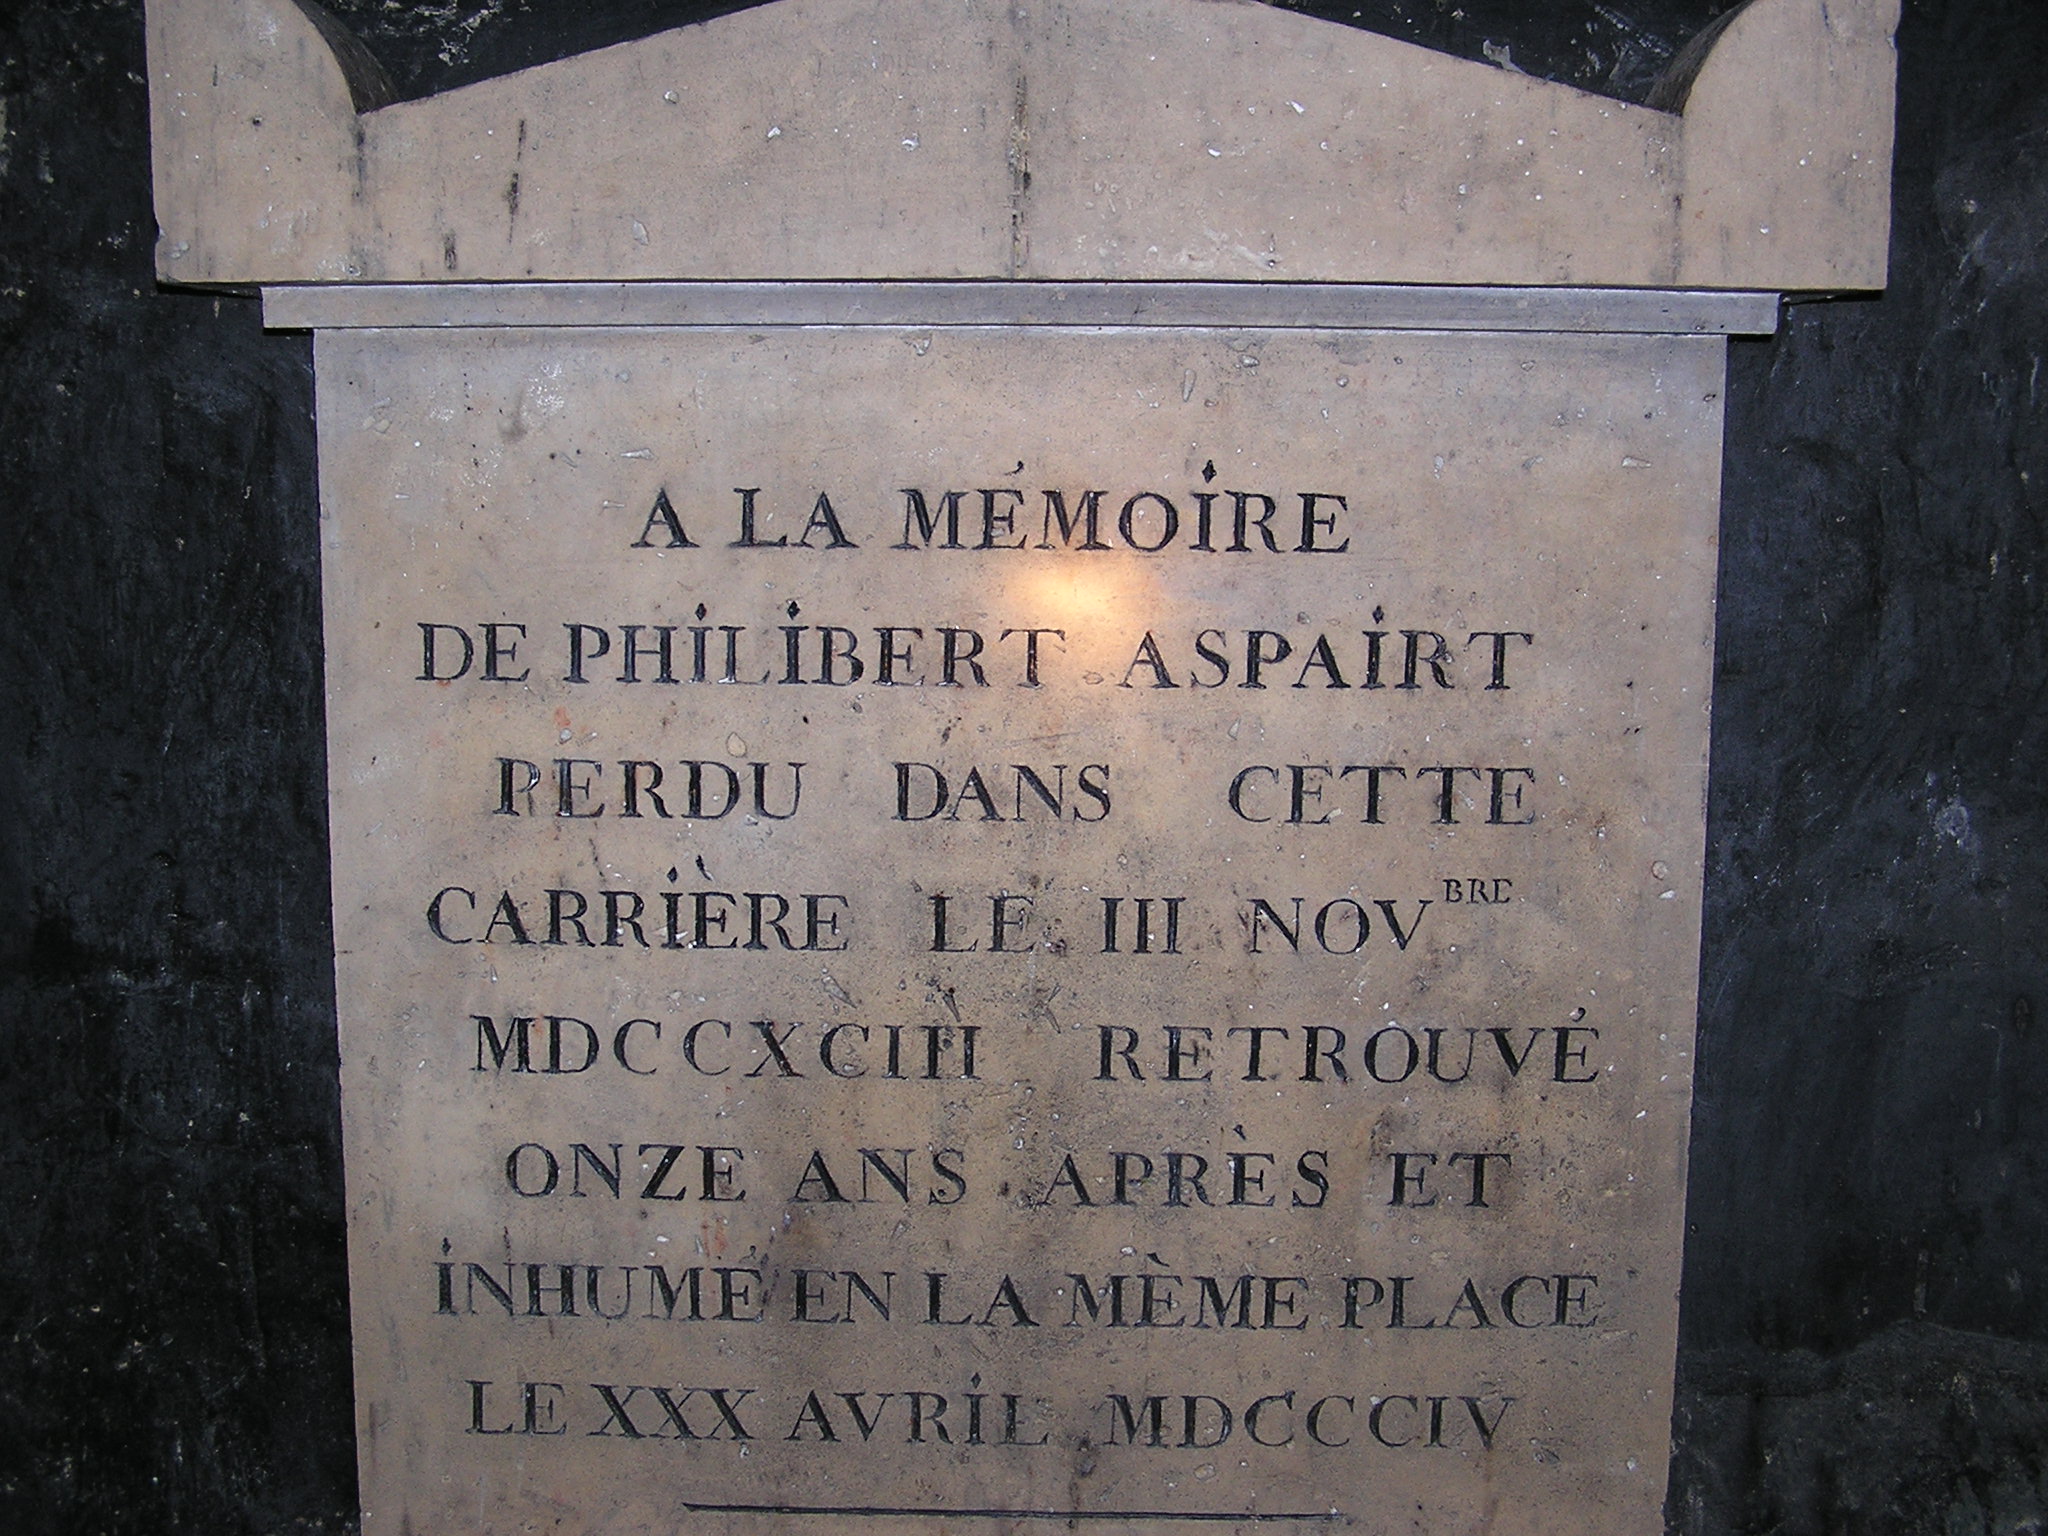 A LA MÉMOIRE
DE PHILIBERT ASPAIRT
PERDU DANS CETTE
CARRIÈRE LE III NOVBRE
MDCCXCIII RETROUVÉ
ONZE ANS APRÈS ET
INHUMÉ EN LA MÈME PLACE
LE XXX AVRIL MDCCCIV